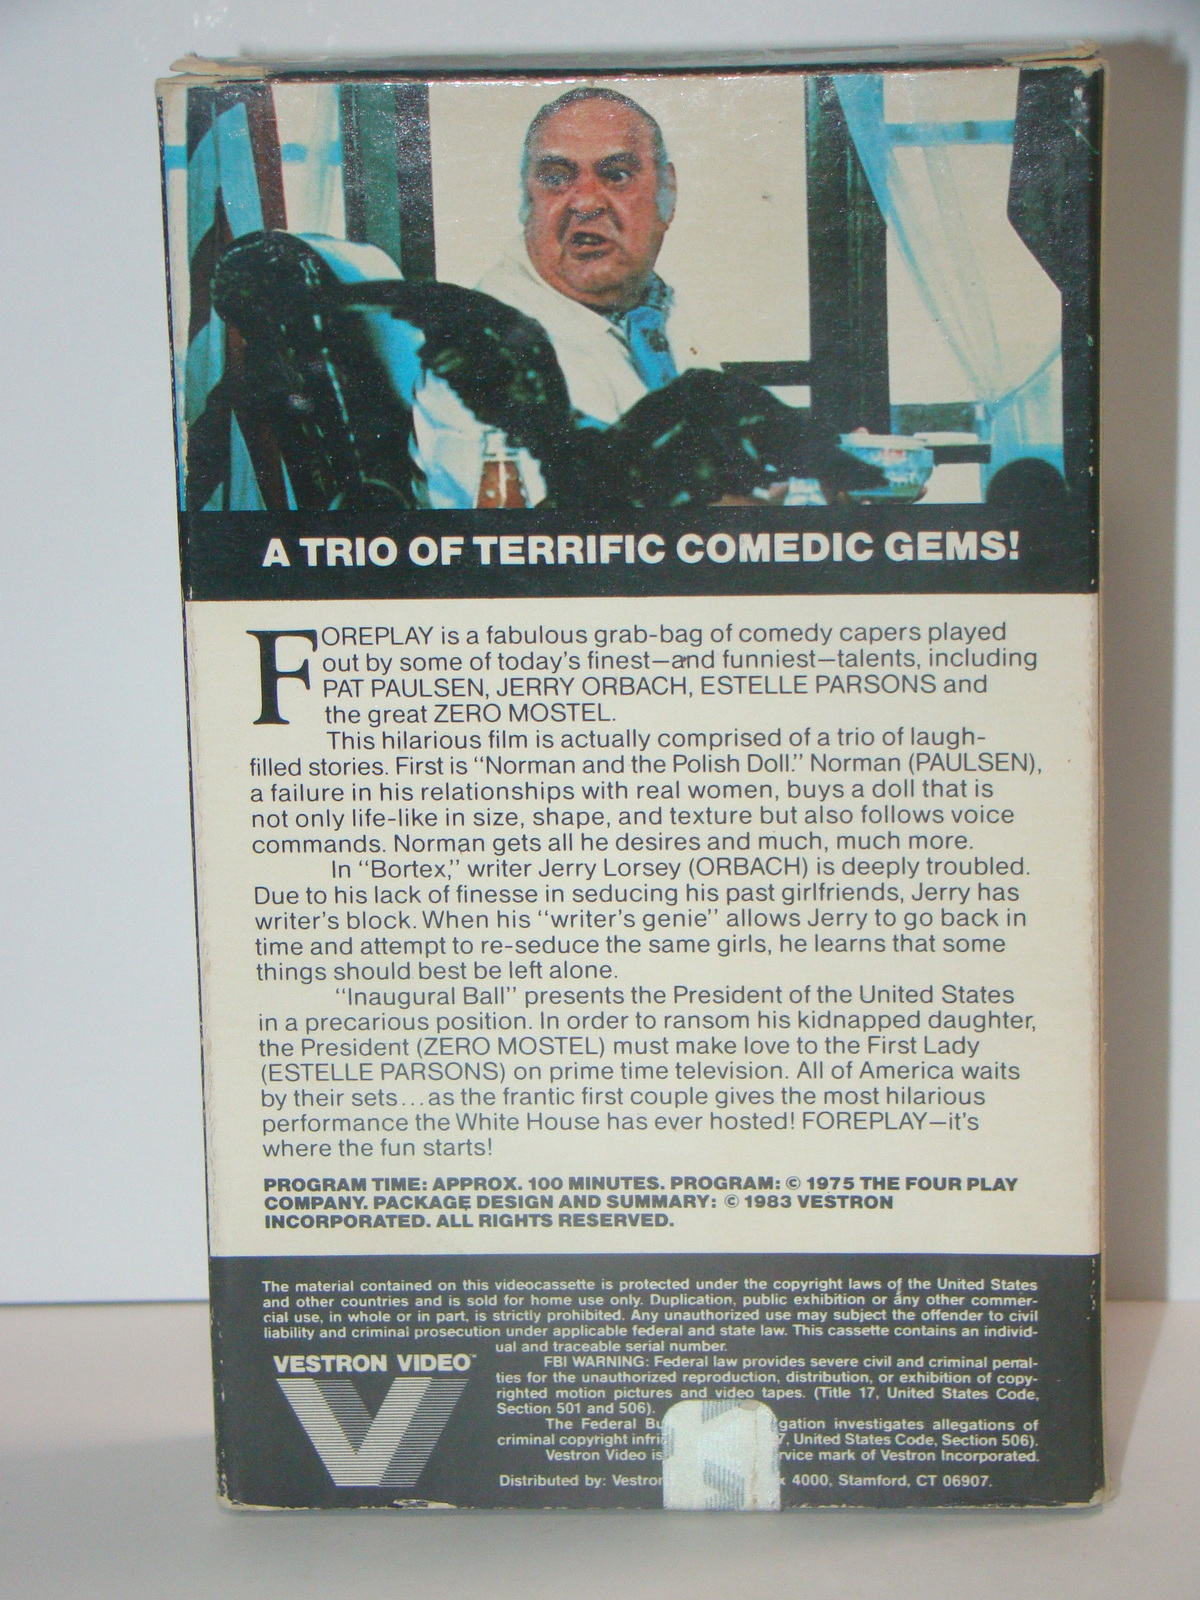 A TRIO OF TERRIFIC COMEDIC GEMS!
FOREPLAY is a fabulous grab-bag of comedy capers played
out by some of today's finest—and funniest—talents, including
PAT PAULSEN, JERRY ORBACH, ESTELLE PARSONS and
the great ZERO MOSTEL.
This hilarious film is actually comprised of a trio of laugh-
filled stories. First is "Norman and the Polish Doll." Norman (PAULSEN),
a failure in his relationships with real women, buys a doll that is
not only life-like in size, shape, and texture but also follows voice
commands. Norman gets all he desires and much, much more.
In "Bortex," writer Jerry Lorsey (ORBACH) is deeply troubled.
Due to his lack of finesse in seducing his past girlfriends, Jerry has
writer's block. When his "writer's genie" allows Jerry to go back in
time and attempt to re-seduce the same girls, he learns that some
things should best be left alone.
"Inaugural Ball" presents the President of the United States
in a precarious position. In order to ransom his kidnapped daughter,
the President (ZERO MOSTEL) must make love to the First Lady
(ESTELLE PARSONS) on prime time television. All of America waits
by their sets...as the frantic first couple gives the most hilarious
performance the White House has ever hosted! FOREPLAY—it's
where the fun starts!
PROGRAM TIME: APPROX. 100 MINUTES. PROGRAM: © 1975 THE FOUR PLAY
COMPANY. PACKAGE DESIGN AND SUMMARY: © 1983 VESTRON
INCORPORATED. ALL RIGHTS RESERVED.
The material contained on this videocassette is protected under the copyright laws of the United States
and other countries and is sold for home use only. Duplication, public exhibition or any other commer-
cial use, in whole or in part, is strictly prohibited. Any unauthorized use may subject the offender to civil
liability and criminal prosecution under applicable federal and state law. This cassette contains an individ-
ual and traceable serial number.
VESTRON VIDEO™
FBI WARNING: Federal law provides severe civil and criminal penal-
ties for the unauthorized reproduction, distribution, or exhibition of copy-
righted motion pictures and video tapes. (Title 17, United States Code,
Section 501 and 506).
The Federal Bu gation investigates allegations of
criminal copyright infri 7, United States Code, Section 506).
Vestron Video is rvice mark of Vestron Incorporated.
Distributed by: Vestron x 4000, Stamford, CT 06907.